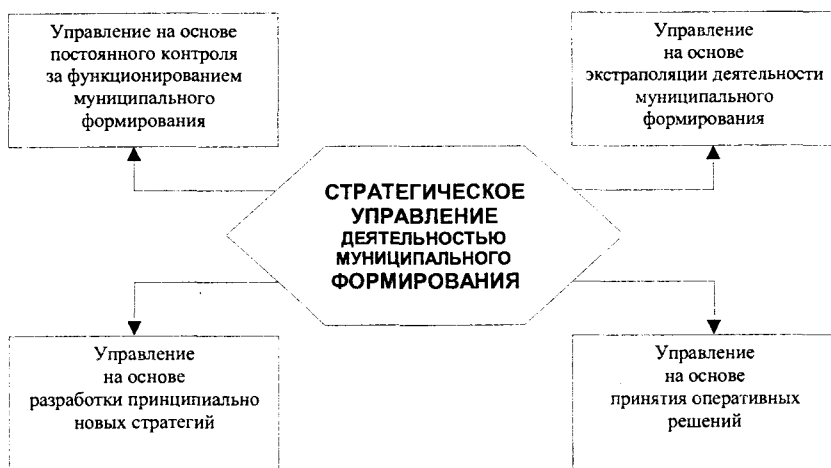 Управление на основе
постоянного контроля
за функционированием
муниципального
формирования
Управление
на основе
экстраполяции деятельности
муниципального
формирования
СТРАТЕГИЧЕСКОЕ
УПРАВЛЕНИЕ
ДЕЯТЕЛЬНОСТЬЮ
МУНИЦИПАЛЬНОГО
ФОРМИРОВАНИЯ
Управление
на основе
разработки принципиально
новых стратегий
Управление
на основе
принятия оперативных
решений